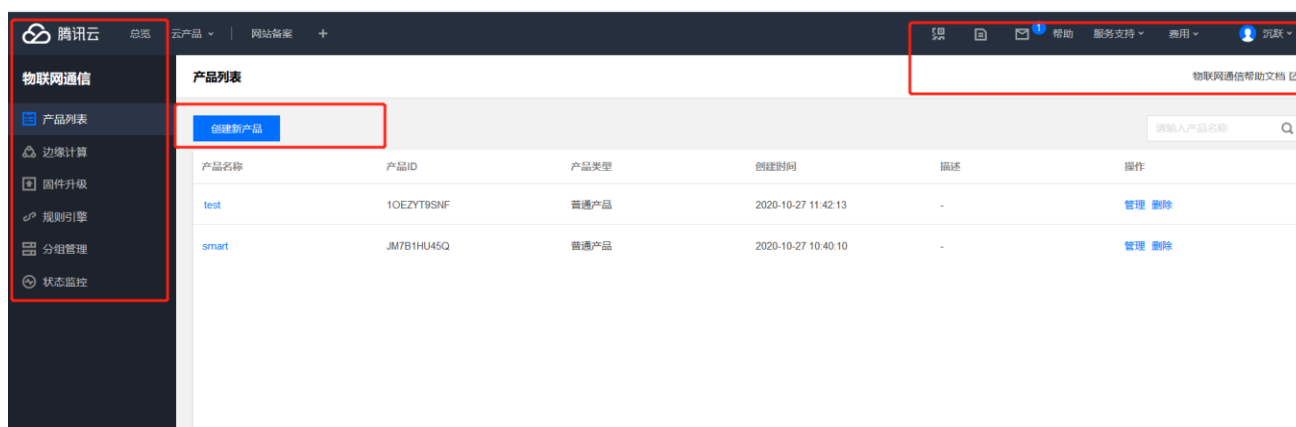 腾讯云 总览 云产品 网站备案 + 1 帮助 服务支持 费用 沉跃
物联网通信 产品列表 物联网通信帮助文档
产品列表 创建新产品 请输入产品名称
边缘计算 产品名称 产品ID 产品类型 创建时间 描述 操作
固件升级
test 1OEZYT9SNF 普通产品 2020-10-27 11:42:13 - 管理 删除
规则引擎
分组管理 smart JM7B1HU45Q 普通产品 2020-10-27 10:40:10 - 管理 删除
状态监控